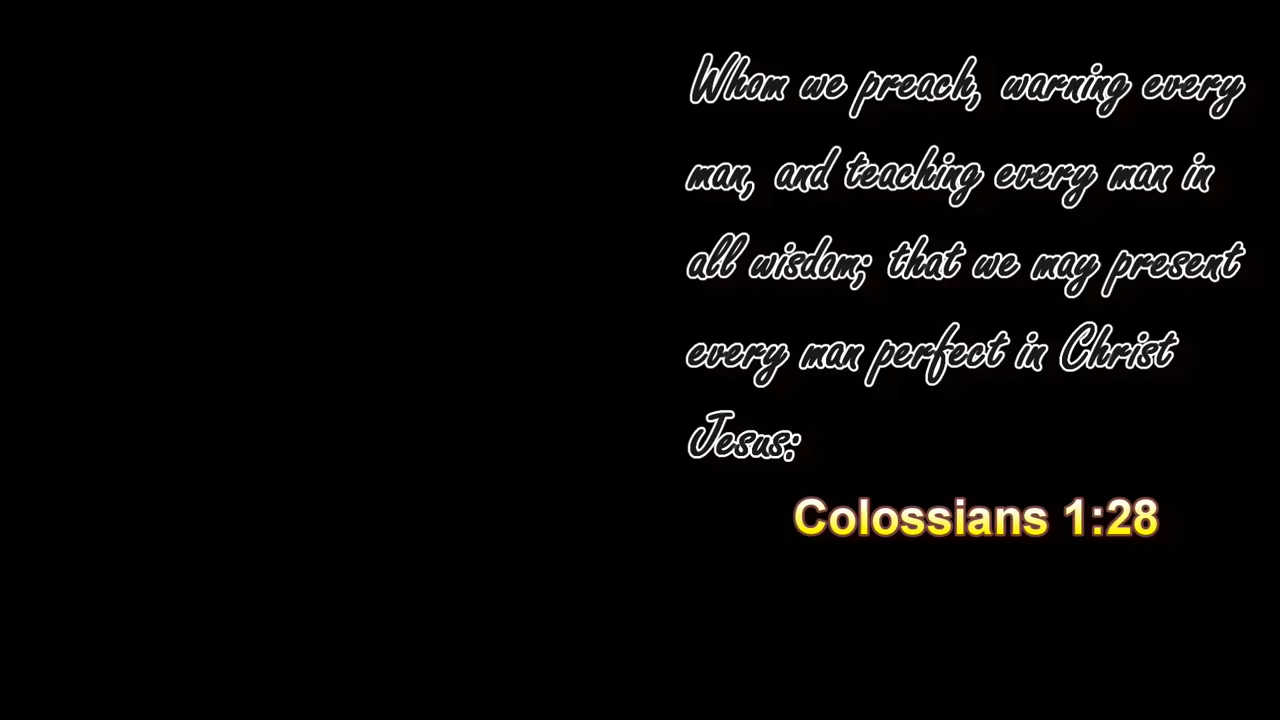 Whom we preach, warning every
man, and teaching every man in
all wisdom; that we may present
every man perfect in Christ
Jesus:
Colossians 1:28